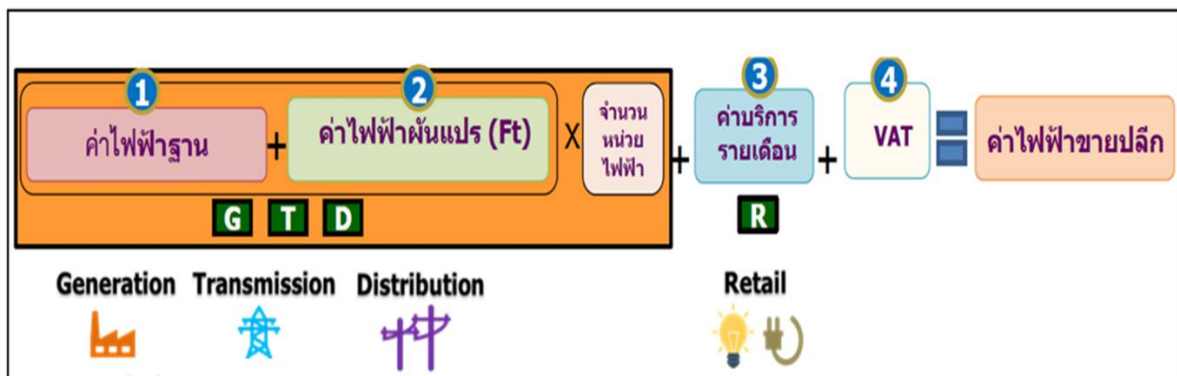 1
2
3
4
ค่าไฟฟ้าฐาน
+
ค่าไฟฟ้าผันแปร (Ft)
X
จำนวน
หน่วย
ไฟฟ้า
+
ค่าบริการ
รายเดือน
+
VAT
=
ค่าไฟฟ้าขายปลีก
G T D
R
Generation Transmission Distribution
Retail